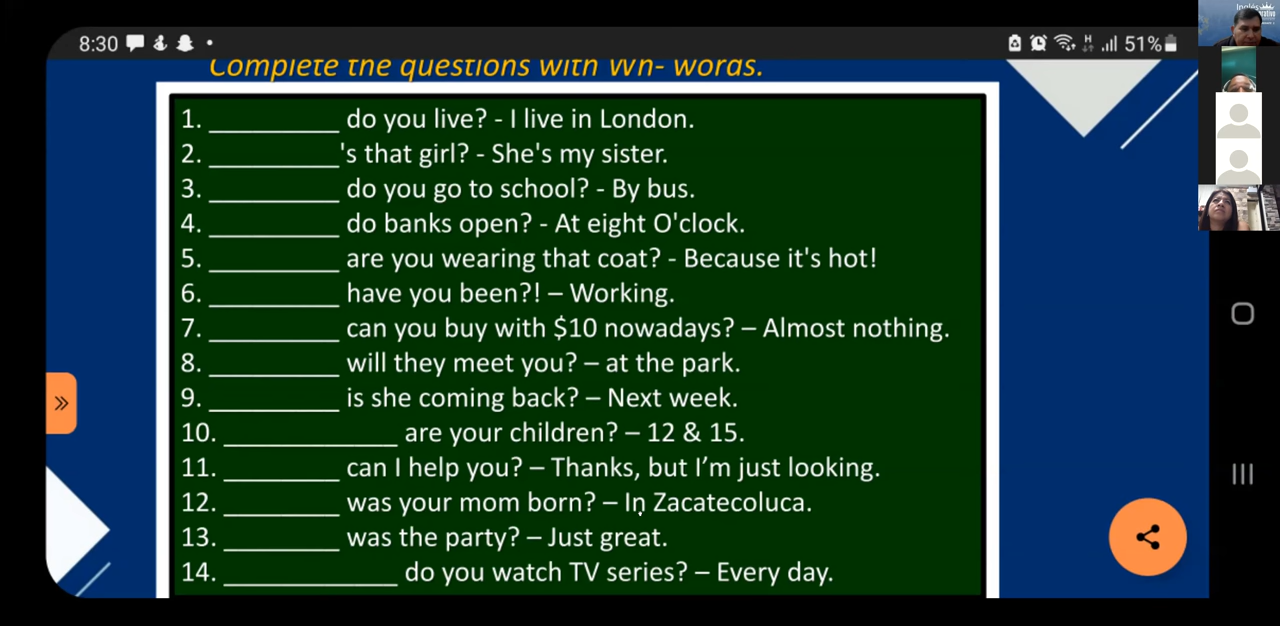 8:30
51%
Complete the questions with Wh- words.
1. __________ do you live? - I live in London.
2. __________'s that girl? - She's my sister.
3. __________ do you go to school? - By bus.
4. __________ do banks open? - At eight O'clock.
5. __________ are you wearing that coat? - Because it's hot!
6. __________ have you been?! – Working.
7. __________ can you buy with $10 nowadays? – Almost nothing.
8. __________ will they meet you? – at the park.
9. __________ is she coming back? – Next week.
10. _____________ are your children? – 12 & 15.
11. _________ can I help you? – Thanks, but I’m just looking.
12. _________ was your mom born? – In Zacatecoluca.
13. _________ was the party? – Just great.
14. _____________ do you watch TV series? – Every day.